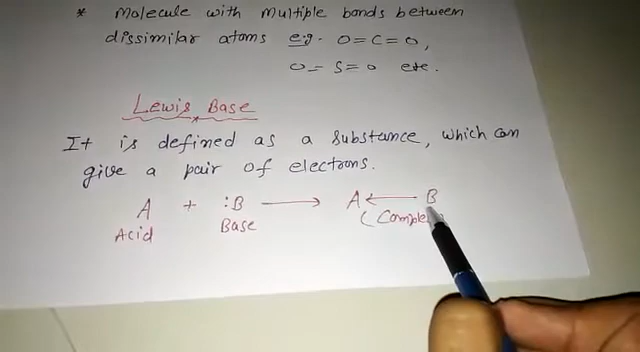 * Molecule with multiple bonds between
dissimilar atoms e.g. O=C=O,
O=S=O etc.
Lewis Base
It is defined as a substance, which can
give a pair of electrons.
A + :B ⟶ A ⟵ B
Acid Base